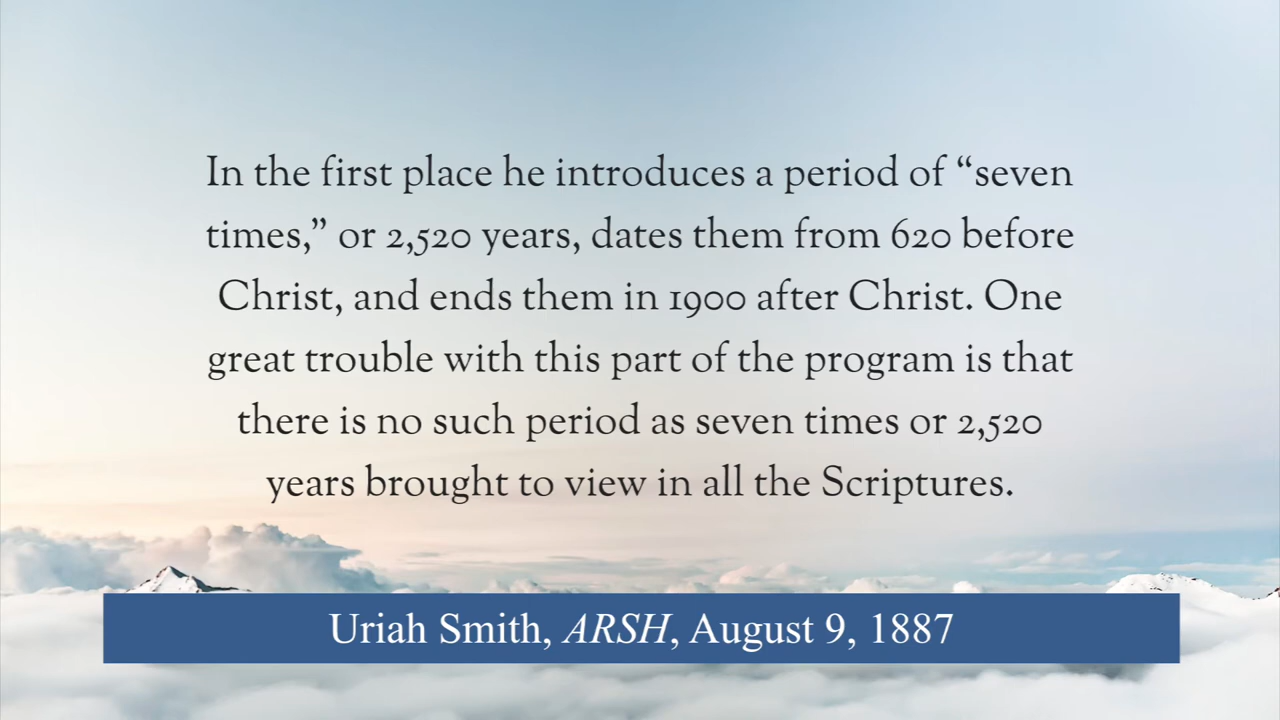 In the first place he introduces a period of “seven
times,” or 2,520 years, dates them from 620 before
Christ, and ends them in 1900 after Christ. One
great trouble with this part of the program is that
there is no such period as seven times or 2,520
years brought to view in all the Scriptures.
Uriah Smith, ARSH, August 9, 1887